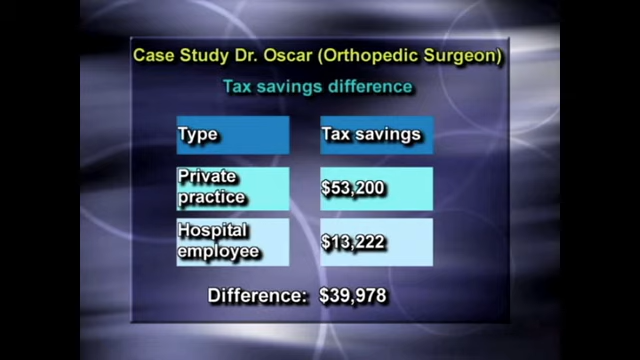 Case Study Dr. Oscar (Orthopedic Surgeon)
Tax savings difference
Type Tax savings
Private
practice
$53,200
Hospital
employee
$13,222
Difference: $39,978